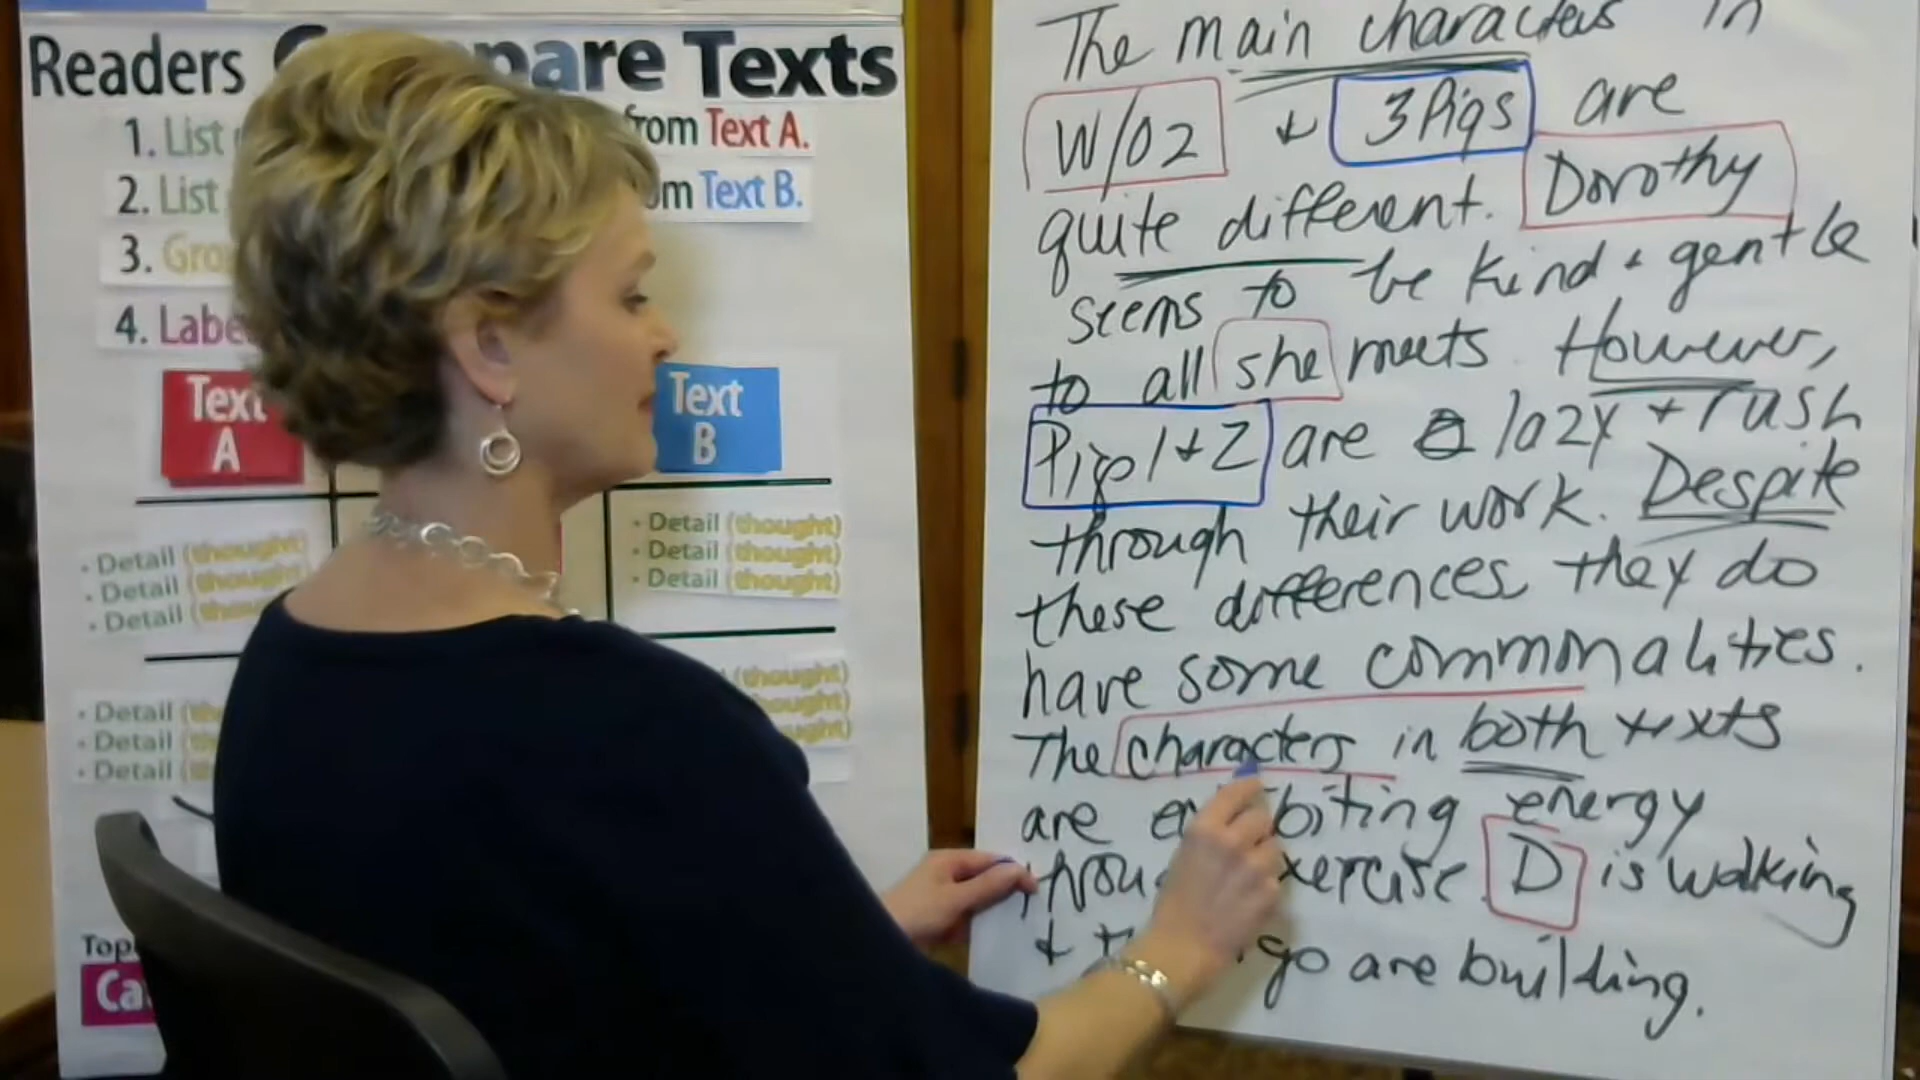 Readers Compare Texts
1. List from Text A.
2. List from Text B.
3.
4.
Text A
Text B
• Detail (thought)
• Detail (thought)
• Detail (thought)
• Detail (thought)
• Detail (thought)
• Detail (thought)
• Detail
• Detail
• Detail
(thought)
(thought)
(thought)
The main characters in
W/Oz + 3 Pigs are
quite different. Dorothy
seems to be kind + gentle
to all she meets. However,
Pigs 1 + 2 are lazy + rush
through their work. Despite
these differences they do
have some commonalities.
The characters in both texts
are exhibiting energy
through exercise. D is walking
+ are building.